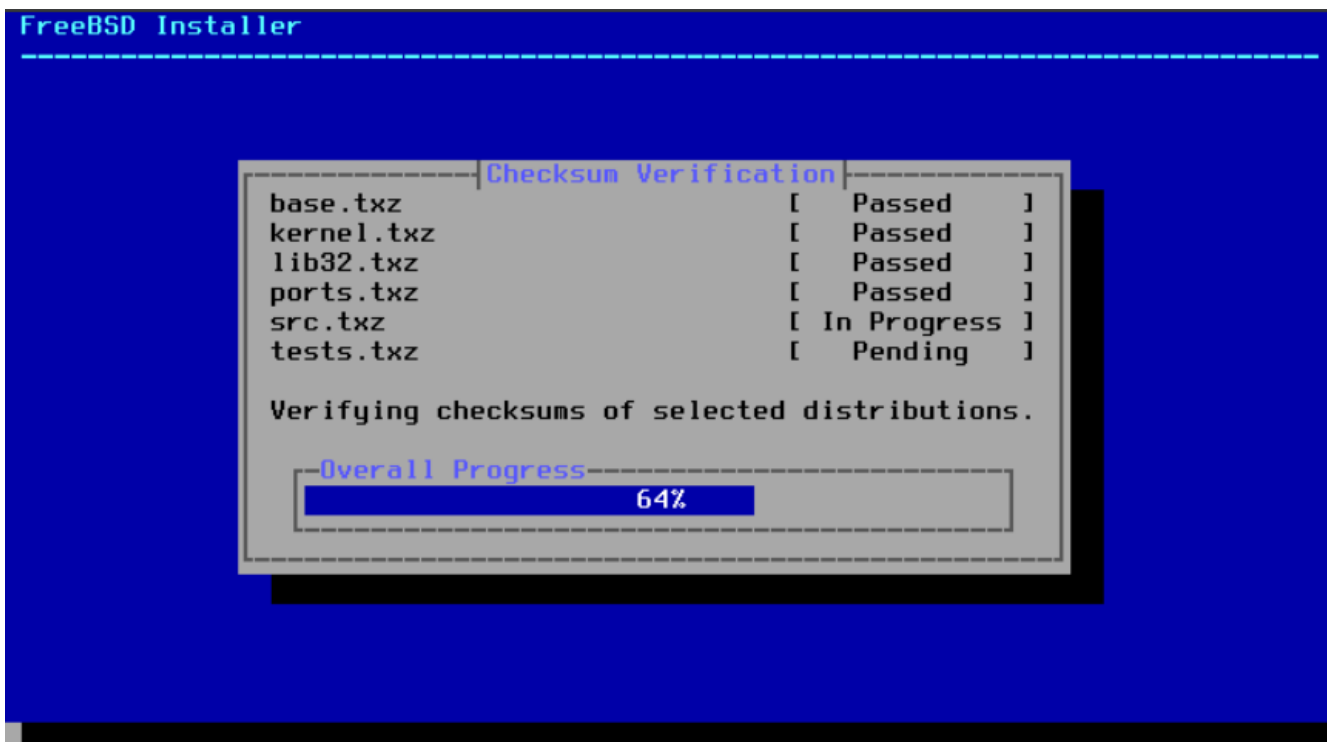 FreeBSD Installer
Checksum Verification
base.txz [ Passed ]
kernel.txz [ Passed ]
lib32.txz [ Passed ]
ports.txz [ Passed ]
src.txz [ In Progress ]
tests.txz [ Pending ]
Verifying checksums of selected distributions.
Overall Progress
64%